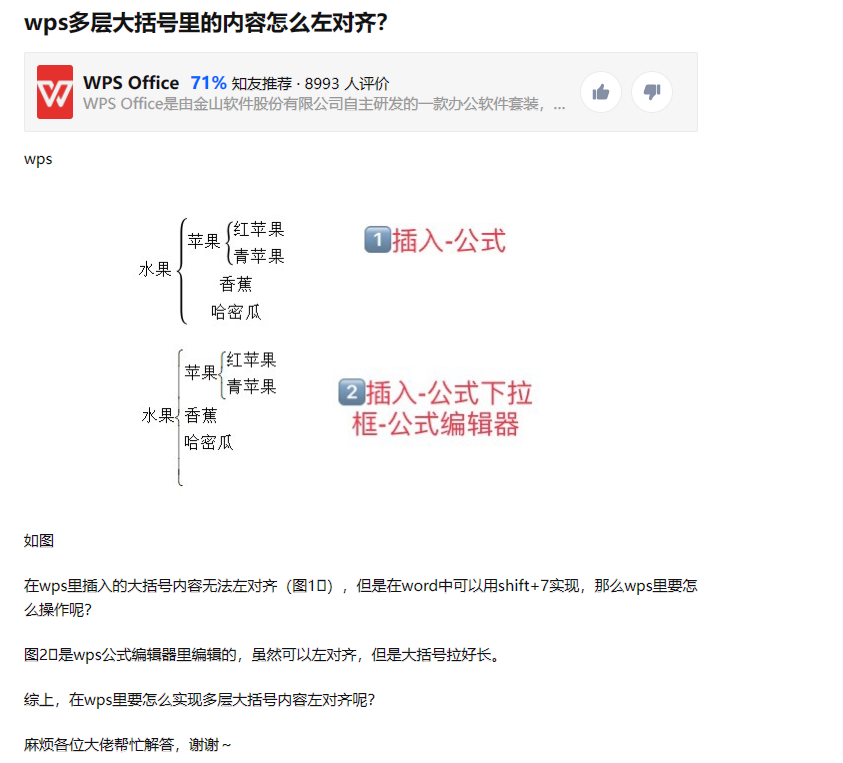 wps多层大括号里的内容怎么左对齐？
WPS Office 71% 知友推荐 · 8993 人评价
WPS Office是由金山软件股份有限公司自主研发的一款办公软件套装，...
wps
水果
苹果
红苹果
青苹果
香蕉
哈密瓜
1插入-公式
水果
苹果
红苹果
青苹果
香蕉
哈密瓜
2插入-公式下拉
框-公式编辑器
如图
在wps里插入的大括号内容无法左对齐（图1▯），但是在word中可以用shift+7实现，那么wps里要怎
么操作呢？
图2▯是wps公式编辑器里编辑的，虽然可以左对齐，但是大括号拉好长。
综上，在wps里要怎么实现多层大括号内容左对齐呢？
麻烦各位大佬帮忙解答，谢谢～